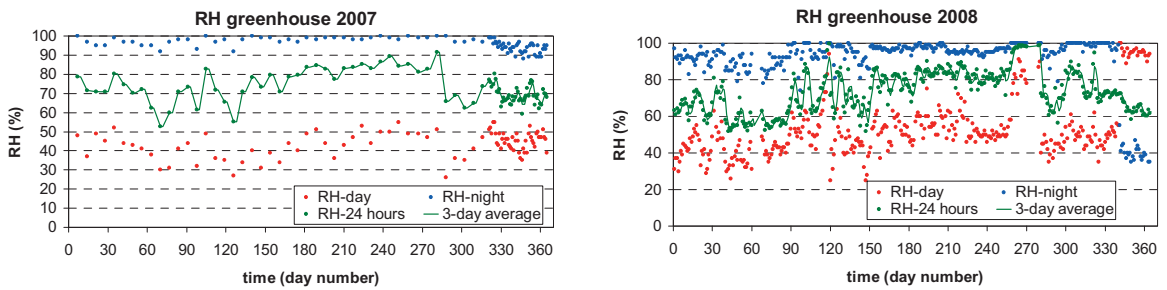 RH greenhouse 2007
RH (%)
100
90
80
70
60
50
40
30
20
10
0
RH-day
RH-night
RH-24 hours
3-day average
0 30 60 90 120 150 180 210 240 270 300 330 360
time (day number)
RH greenhouse 2008
RH (%)
100
80
60
40
20
0
RH-day
RH-night
RH-24 hours
3-day average
0 30 60 90 120 150 180 210 240 270 300 330 360
time (day number)